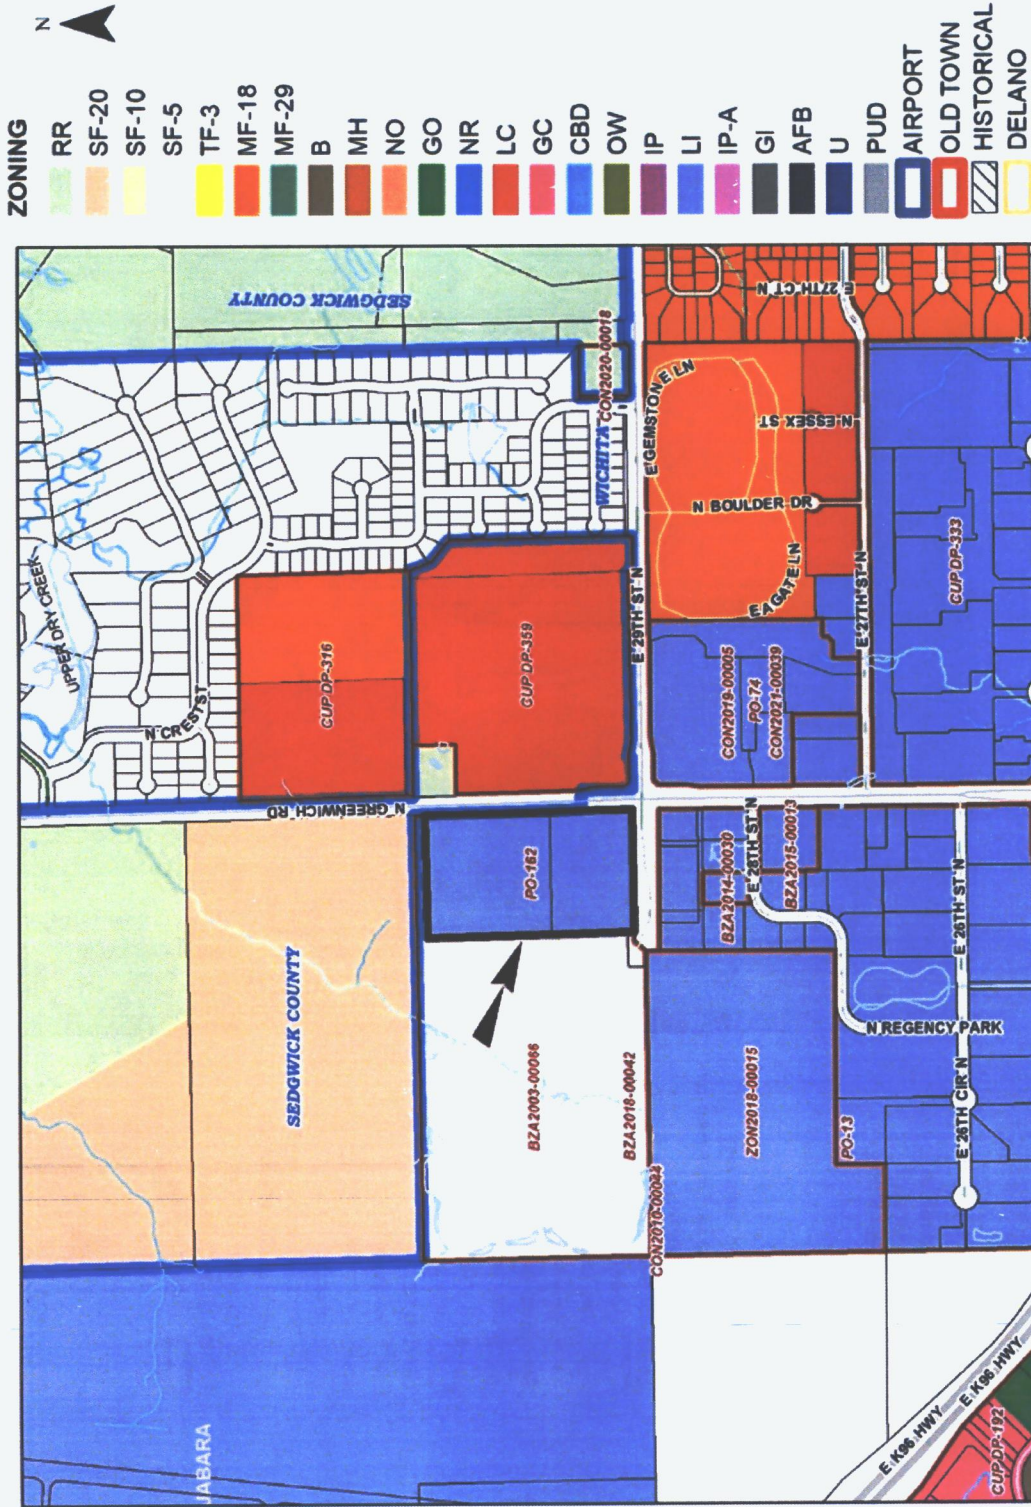 N
ZONING
RR
SF-20
SF-10
SF-5
TF-3
MF-18
MF-29
B
MH
NO
GO
NR
LC
GC
CBD
OW
IP
LI
IP-A
GI
AFB
U
PUD
AIRPORT
OLD TOWN
HISTORICAL
DELANO
UPPER DRY CREEK
N CREST ST
SEDGWICK COUNTY
CUP DP-316
N GREENWICH RD
CUP DP-359
WICHITA
CON2020-00018
SEDGWICK COUNTY
PO-162
BZA2003-00066
BZA2018-00042
CON2010-00044
E 29TH ST N
E GEMSTONE LN
N ESSEX ST
N BOULDER DR
E AGATE LN
E 27TH CT N
E 27TH ST N
CON2019-00005
PO-74
CON2021-00039
CUP DP-333
BZA2014-00030
E 28TH ST N
BZA2015-00013
ZON2018-00015
PO-13
N REGENCY PARK
E 26TH ST N
E 26TH CIR N
JABARA
E K96 HWY
E K96 HWY
CUP DP-192